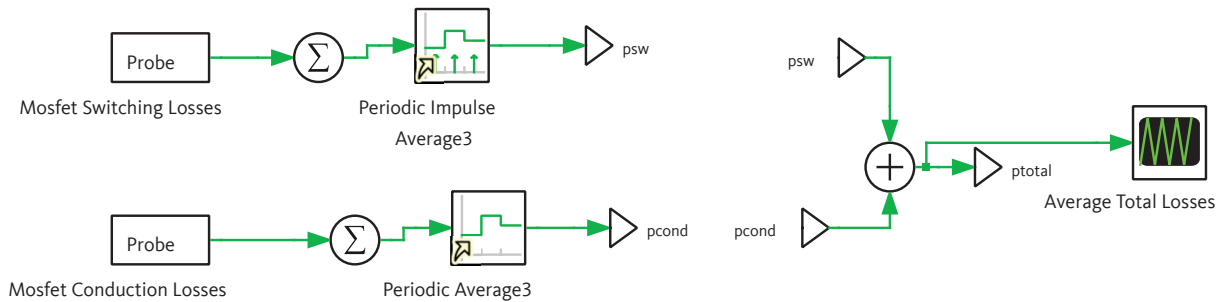 Probe
Mosfet Switching Losses
Σ
Periodic Impulse
Average3
psw
Probe
Mosfet Conduction Losses
Σ
Periodic Average3
pcond
psw
pcond
+
ptotal
Average Total Losses